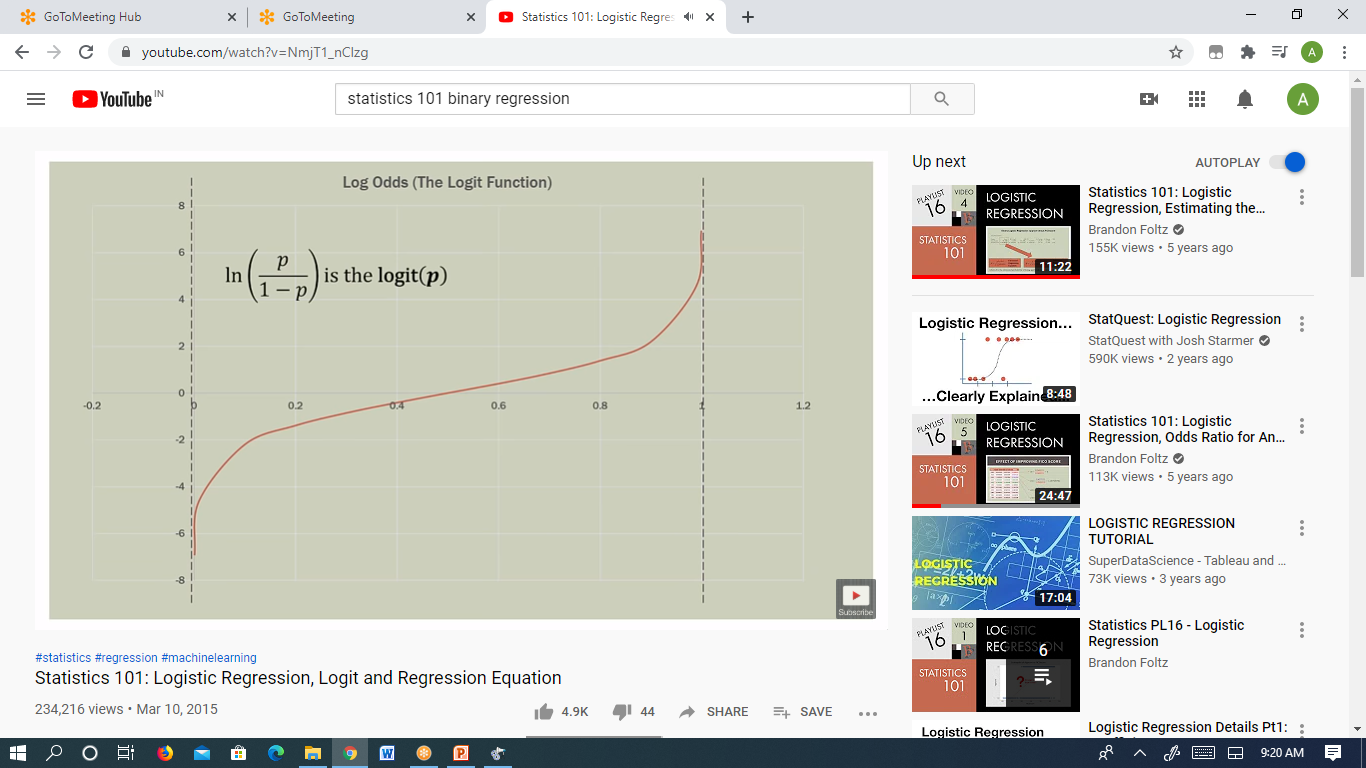 GoToMeeting Hub
GoToMeeting
Statistics 101: Logistic Regres
youtube.com/watch?v=NmjT1_nCIzg
A
YouTube IN
statistics 101 binary regression
A
Log Odds (The Logit Function)
ln(p/1 − p) is the logit(p)
8
6
4
2
0
-2
-4
-6
-8
-0.2 0 0.2 0.4 0.6 0.8 1 1.2
Subscribe
#statistics #regression #machinelearning
Statistics 101: Logistic Regression, Logit and Regression Equation
234,216 views • Mar 10, 2015
4.9K 44 SHARE SAVE
Up next AUTOPLAY
PLAYLIST 16 VIDEO 4 LOGISTIC REGRESSION
STATISTICS 101
11:22
Statistics 101: Logistic
Regression, Estimating the...
Brandon Foltz
155K views • 5 years ago
Logistic Regression…
…Clearly Explaine
8:48
StatQuest: Logistic Regression
StatQuest with Josh Starmer
590K views • 2 years ago
PLAYLIST 16 VIDEO 5 LOGISTIC REGRESSION
STATISTICS 101
EFFECT OF IMPROVING FICO SCORE
24:47
Statistics 101: Logistic
Regression, Odds Ratio for An...
Brandon Foltz
113K views • 5 years ago
LOGISTIC
REGRESSION
17:04
LOGISTIC REGRESSION
TUTORIAL
SuperDataScience - Tableau and ...
73K views • 3 years ago
PLAYLIST 16 VIDEO 1 LOGISTIC REGRESSION
STATISTICS 101
6
Statistics PL16 - Logistic
Regression
Brandon Foltz
Logistic Regression
Logistic Regression Details Pt1:
9:20 AM